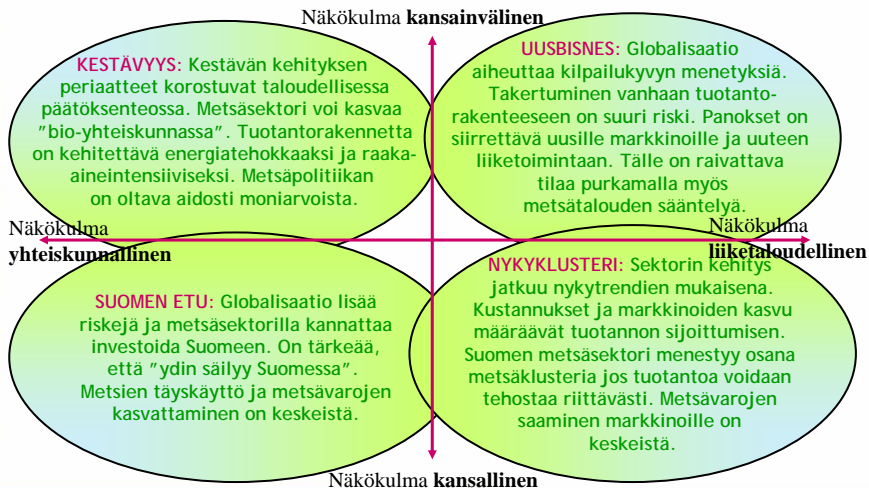 Näkökulma kansainvälinen
KESTÄVYYS: Kestävän kehityksen
periaatteet korostuvat taloudellisessa
päätöksenteossa. Metsäsektori voi kasvaa
"bio-yhteiskunnassa". Tuotantorakennetta
on kehitettävä energiatehokkaaksi ja raaka-
aineintensiiviseksi. Metsäpolitiikan
on oltava aidosti moniarvoista.
UUSBISNES: Globalisaatio
aiheuttaa kilpailukyvyn menetyksiä.
Takertuminen vanhaan tuotanto-
rakenteeseen on suuri riski. Panokset on
siirrettävä uusille markkinoille ja uuteen
liiketoimintaan. Tälle on raivattava
tilaa purkamalla myös
metsätalouden sääntelyä.
Näkökulma
yhteiskunnallinen
Näkökulma
liiketaloudellinen
SUOMEN ETU: Globalisaatio lisää
riskejä ja metsäsektorilla kannattaa
investoida Suomeen. On tärkeää,
että "ydin säilyy Suomessa".
Metsien täyskäyttö ja metsävarojen
kasvattaminen on keskeistä.
NYKYKLUSTERI: Sektorin kehitys
jatkuu nykytrendien mukaisena.
Kustannukset ja markkinoiden kasvu
määräävät tuotannon sijoittumisen.
Suomen metsäsektori menestyy osana
metsäklusteria jos tuotantoa voidaan
tehostaa riittävästi. Metsävarojen
saaminen markkinoille on
keskeistä.
Näkökulma kansallinen